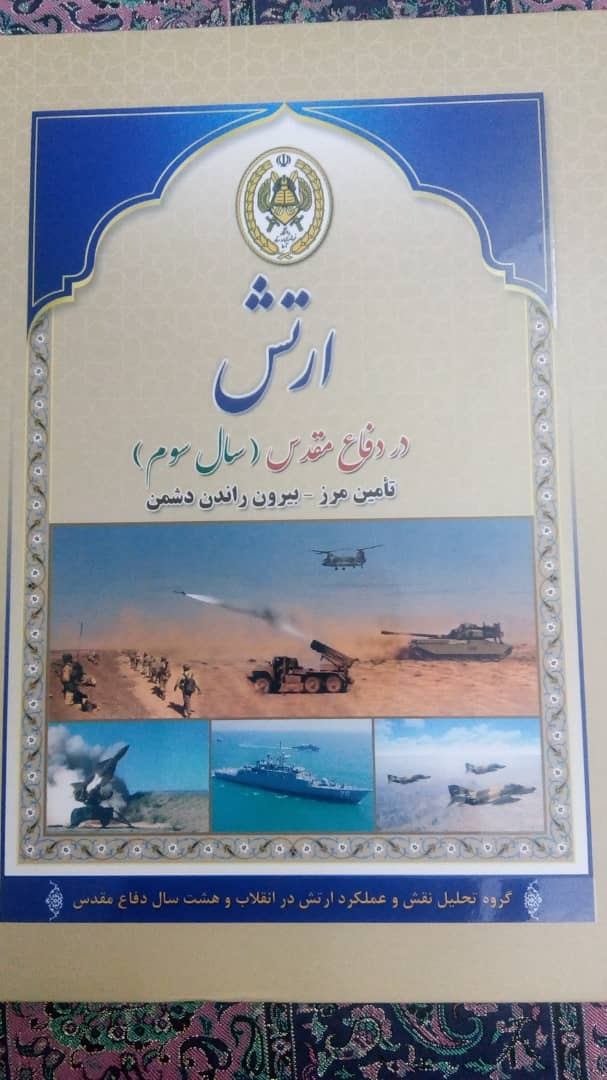 ارتش
در دفاع مقدس (سال سوم)
تأمین مرز - بیرون راندن دشمن
گروه تحلیل نقش و عملکرد ارتش در انقلاب و هشت سال دفاع مقدس